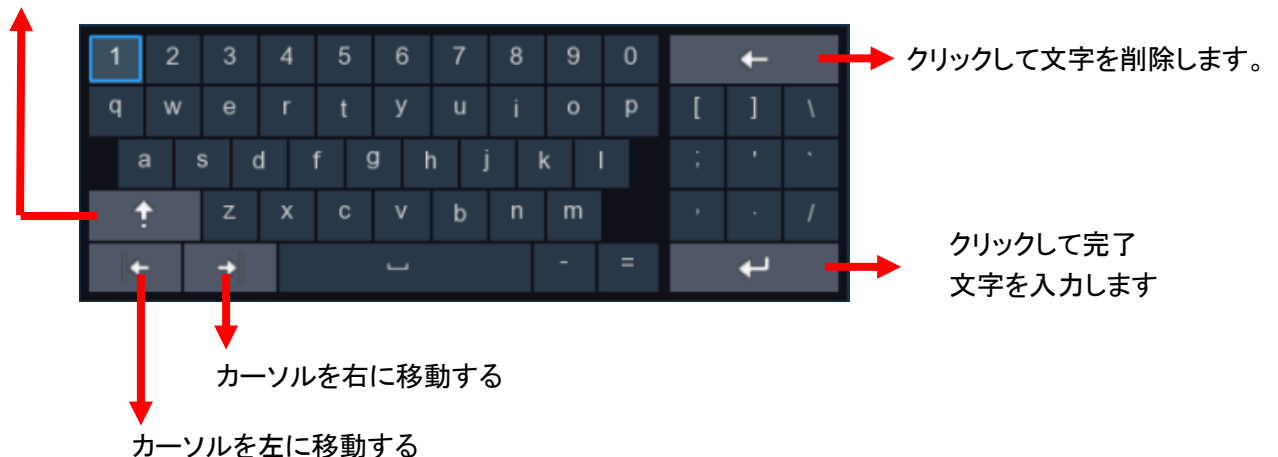 1 2 3 4 5 6 7 8 9 0 ←
クリックして文字を削除します。
q w e r t y u i o p [ ] \
a s d f g h j k l ; ' `
z x c v b n m , . /
← → ⎵ - = ↵
クリックして完了
文字を入力します
カーソルを右に移動する
カーソルを左に移動する